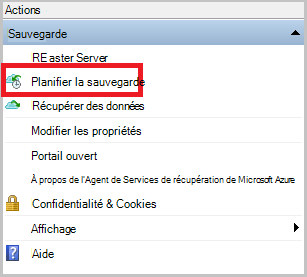 Actions
Sauvegarde
REaster Server
Planifier la sauvegarde
Récupérer des données
Modifier les propriétés
Portail ouvert
À propos de l'Agent de Services de récupération de Microsoft Azure
Confidentialité & Cookies
Affichage
Aide